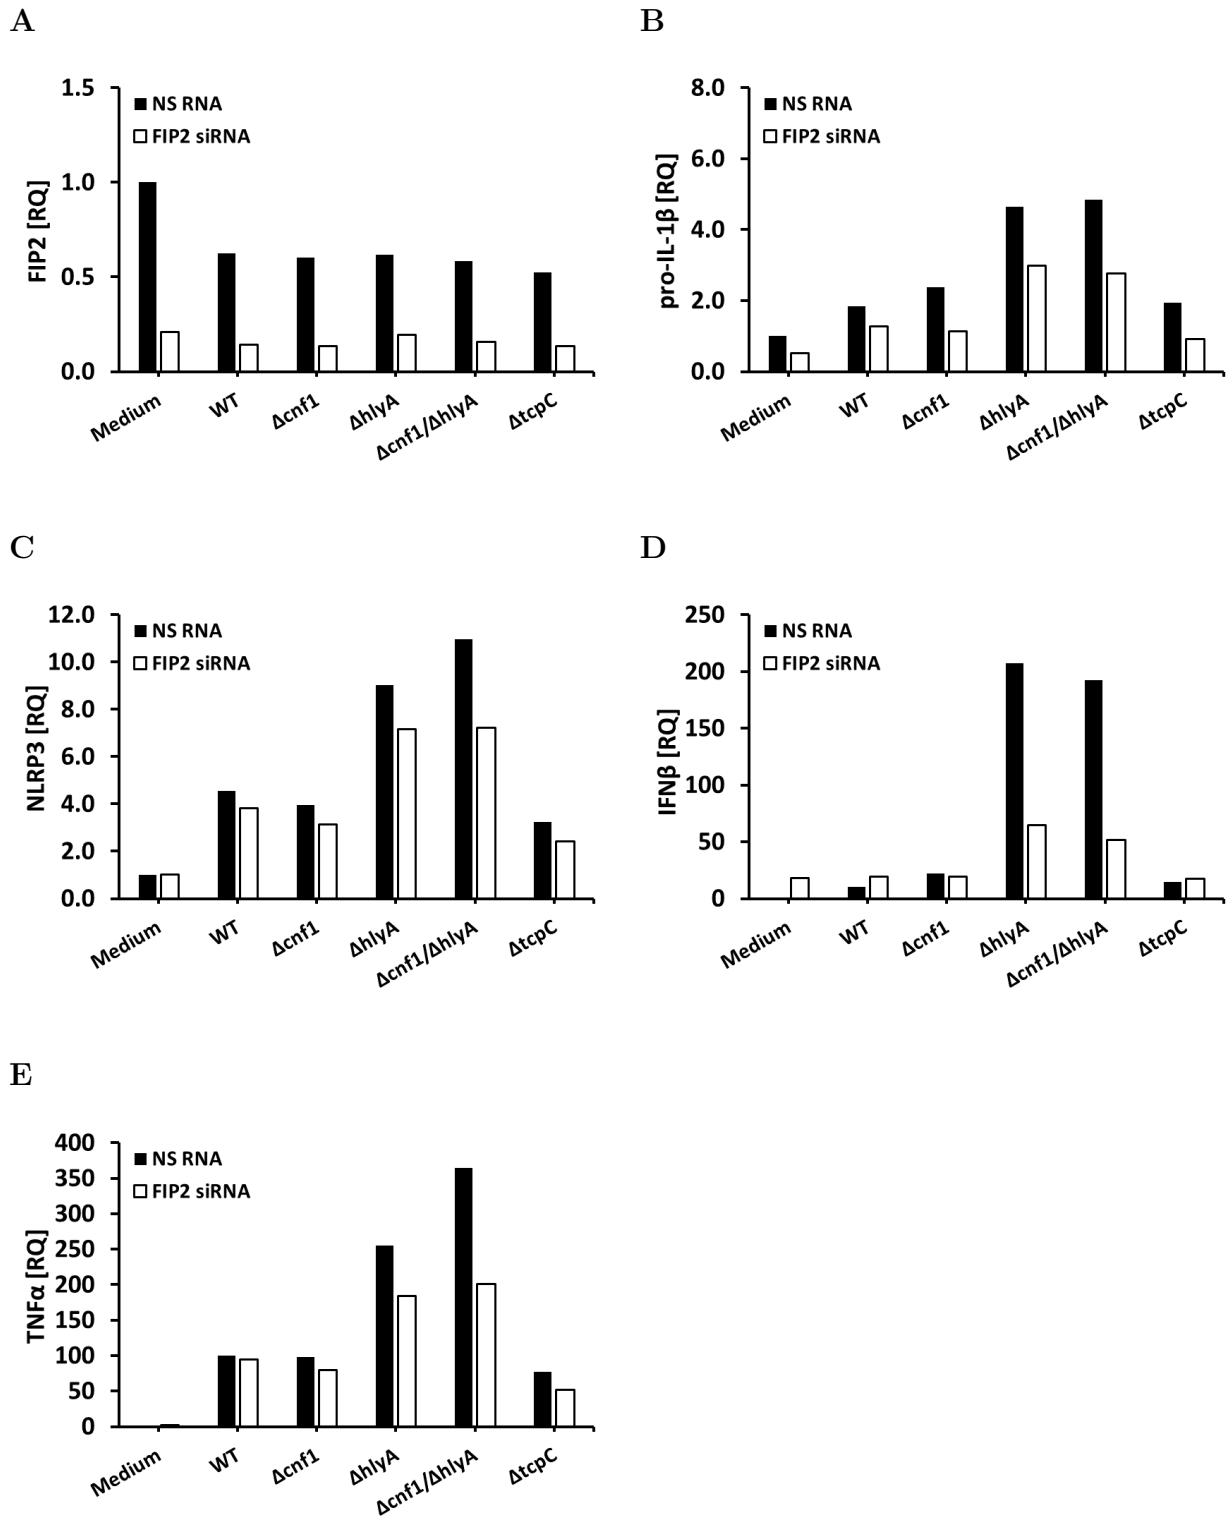 A
FIP2 [RQ]
1.5
1.0
0.5
0.0
NS RNA
FIP2 siRNA
Medium
WT
Δcnf1
ΔhlyA
Δcnf1/ΔhlyA
ΔtcpC
B
pro-IL-1β [RQ]
8.0
6.0
4.0
2.0
0.0
NS RNA
FIP2 siRNA
Medium
WT
Δcnf1
ΔhlyA
Δcnf1/ΔhlyA
ΔtcpC
C
NLRP3 [RQ]
12.0
10.0
8.0
6.0
4.0
2.0
0.0
NS RNA
FIP2 siRNA
Medium
WT
Δcnf1
ΔhlyA
Δcnf1/ΔhlyA
ΔtcpC
D
IFNβ [RQ]
250
200
150
100
50
0
NS RNA
FIP2 siRNA
Medium
WT
Δcnf1
ΔhlyA
Δcnf1/ΔhlyA
ΔtcpC
E
TNFα [RQ]
400
350
300
250
200
150
100
50
0
NS RNA
FIP2 siRNA
Medium
WT
Δcnf1
ΔhlyA
Δcnf1/ΔhlyA
ΔtcpC